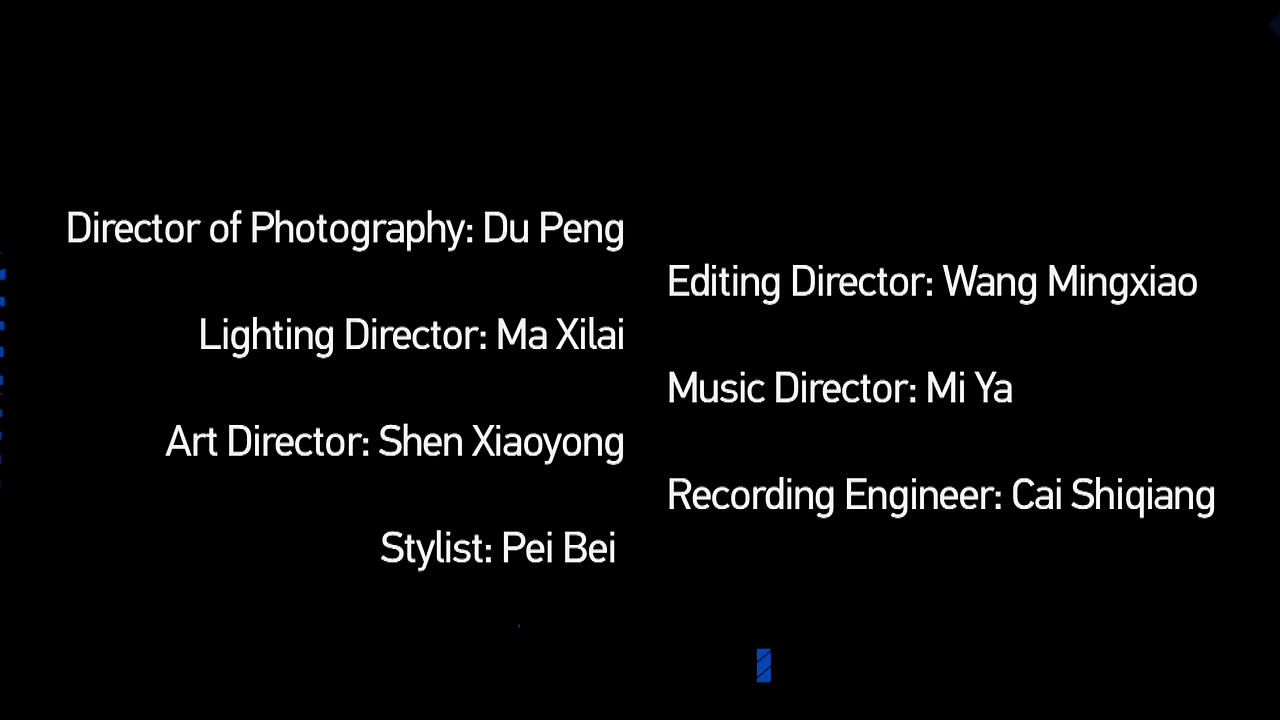 Director of Photography: Du Peng
Editing Director: Wang Mingxiao
Lighting Director: Ma Xilai
Music Director: Mi Ya
Art Director: Shen Xiaoyong
Recording Engineer: Cai Shiqiang
Stylist: Pei Bei